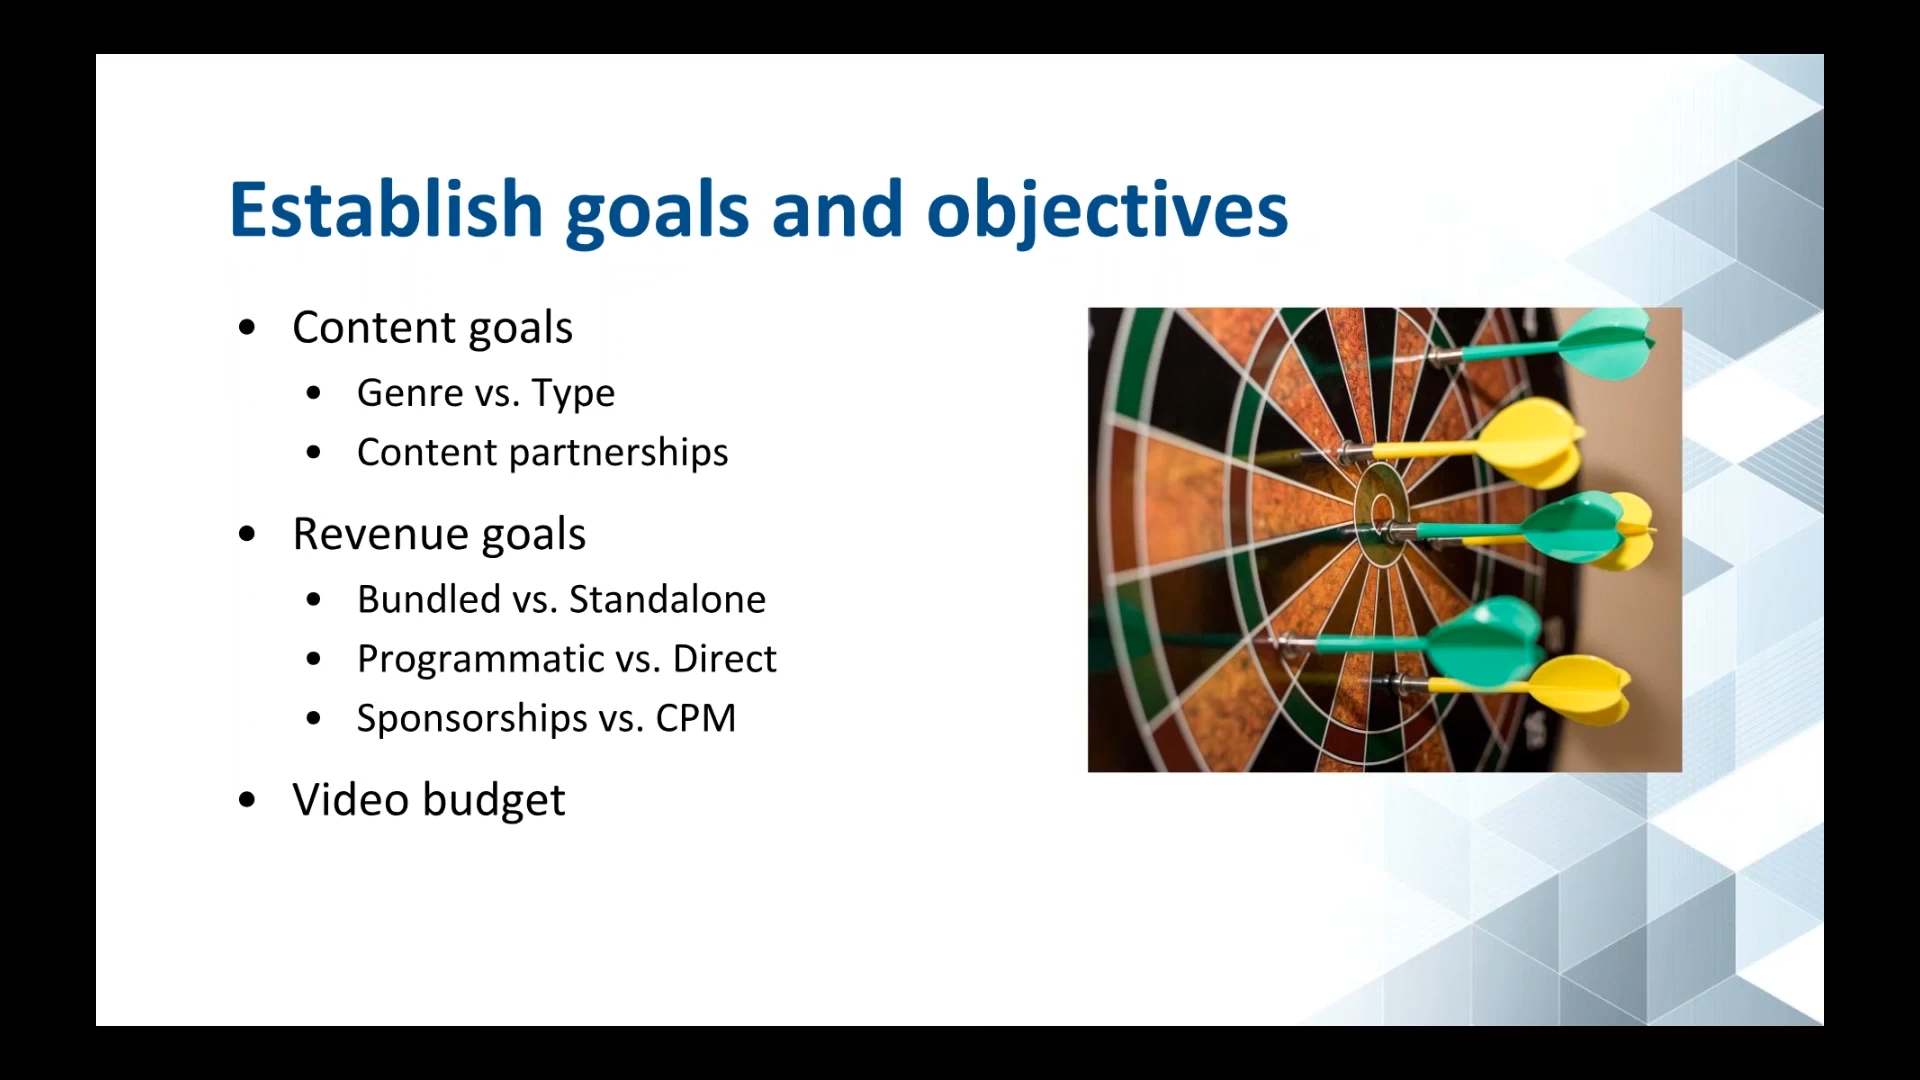 Establish goals and objectives
• Content goals
• Genre vs. Type
• Content partnerships
• Revenue goals
• Bundled vs. Standalone
• Programmatic vs. Direct
• Sponsorships vs. CPM
• Video budget